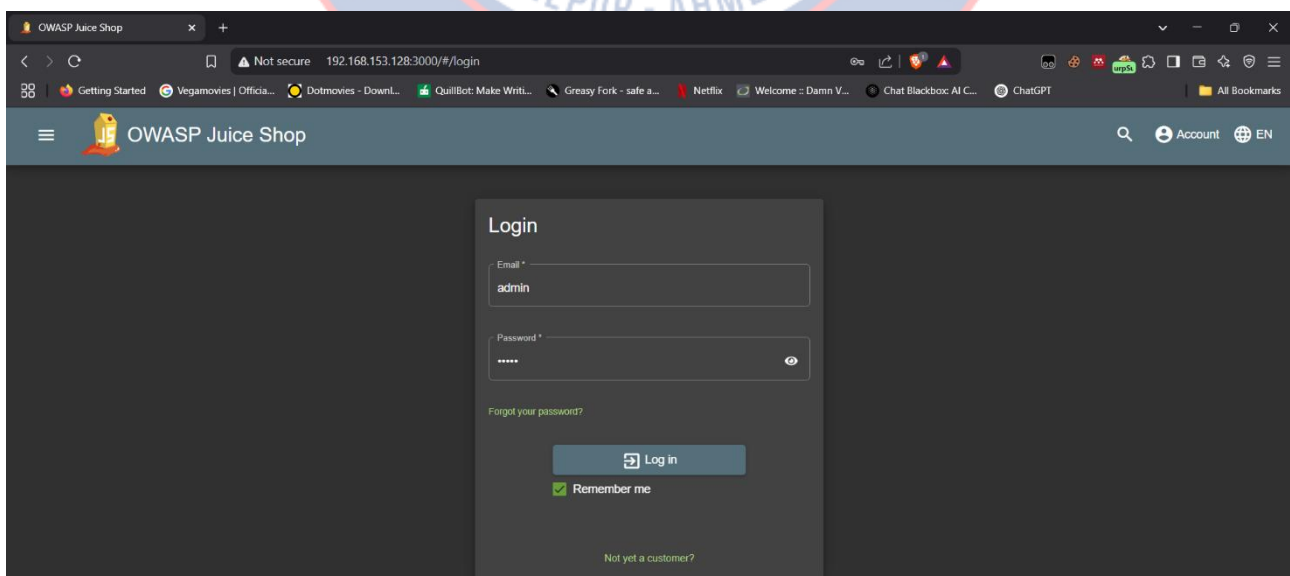 OWASP Juice Shop
Not secure 192.168.153.128:3000/#/login
urpSt
Getting Started Vegamovies | Officia... Dotmovies - Downl... QuillBot: Make Writi... Greasy Fork - safe a... Netflix Welcome :: Damn V... Chat Blackbox: AI C... ChatGPT All Bookmarks
OWASP Juice Shop Account EN
Login
Email *
admin
Password *
•••••
Forgot your password?
Log in
Remember me
Not yet a customer?